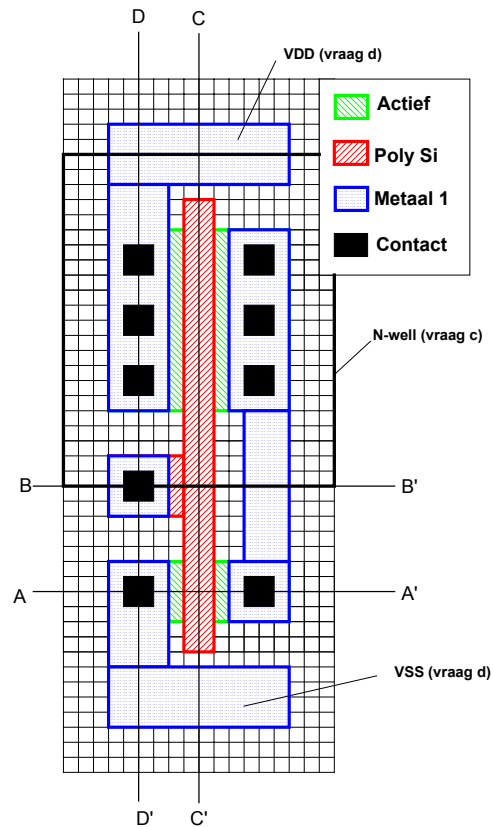 D
C
VDD (vraag d)
Actief
Poly Si
Metaal 1
Contact
N-well (vraag c)
B
B'
A
A'
VSS (vraag d)
D'
C'